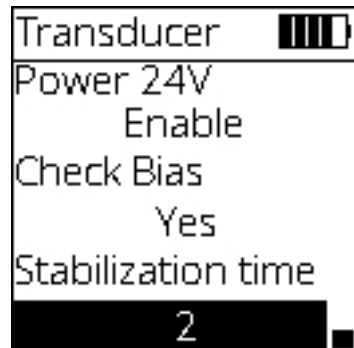 Transducer
Power 24V
Enable
Check Bias
Yes
Stabilization time
2